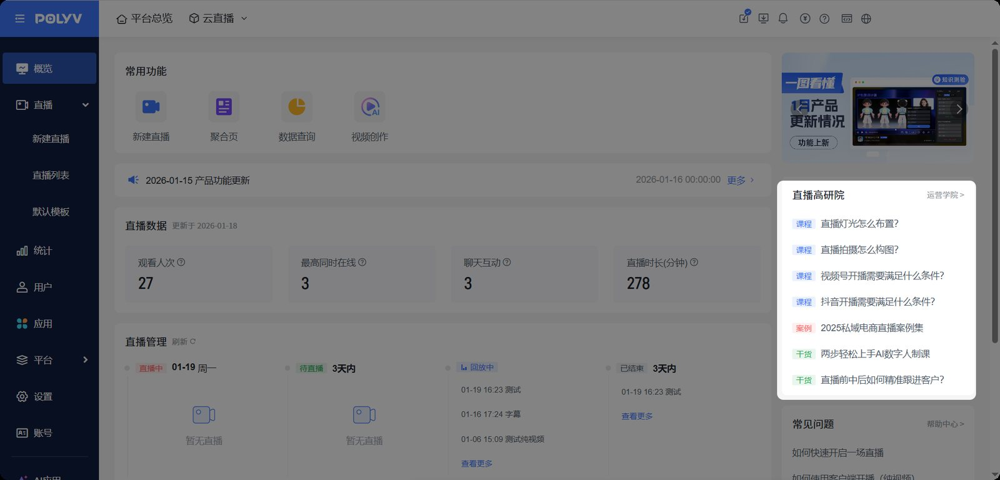 POLYV
平台总览
云直播
概览
直播
新建直播
直播列表
默认模板
统计
用户
应用
平台
设置
账号
AI应用
常用功能
新建直播
聚合页
数据查询
视频创作
2026-01-15 产品功能更新
2026-01-16 00:00:00 更多 >
直播数据 更新于 2026-01-18
观看人次
27
最高同时在线
3
聊天互动
3
直播时长(分钟)
278
直播管理 刷新
直播中 01-19 周一
暂无直播
待直播 3天内
暂无直播
回放中
01-19 16:23 测试
01-16 17:24 字幕
01-06 15:09 测试纯视频
查看更多
已结束 3天内
01-19 16:23 测试
查看更多
一图看懂
1月产品
更新情况
功能上新
知识测验
直播高研院 运营学院 >
课程 直播灯光怎么布置?
课程 直播拍摄怎么构图?
课程 视频号开播需要满足什么条件?
课程 抖音开播需要满足什么条件?
案例 2025私域电商直播案例集
干货 两步轻松上手AI数字人制课
干货 直播前中后如何精准跟进客户?
常见问题 帮助中心 >
如何快速开启一场直播
如何使用客户端开播（纯视频）